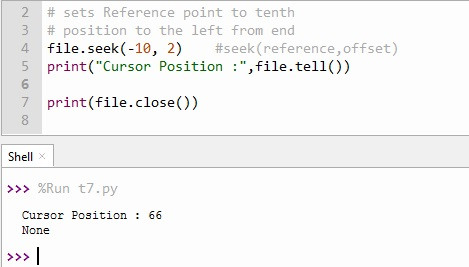 2 # sets Reference point to tenth
3 # position to the left from end
4 file.seek(-10, 2)    #seek(reference,offset)
5 print("Cursor Position :",file.tell())
6
7 print(file.close())
8
Shell ×
>>> %Run t7.py
Cursor Position : 66
None
>>>